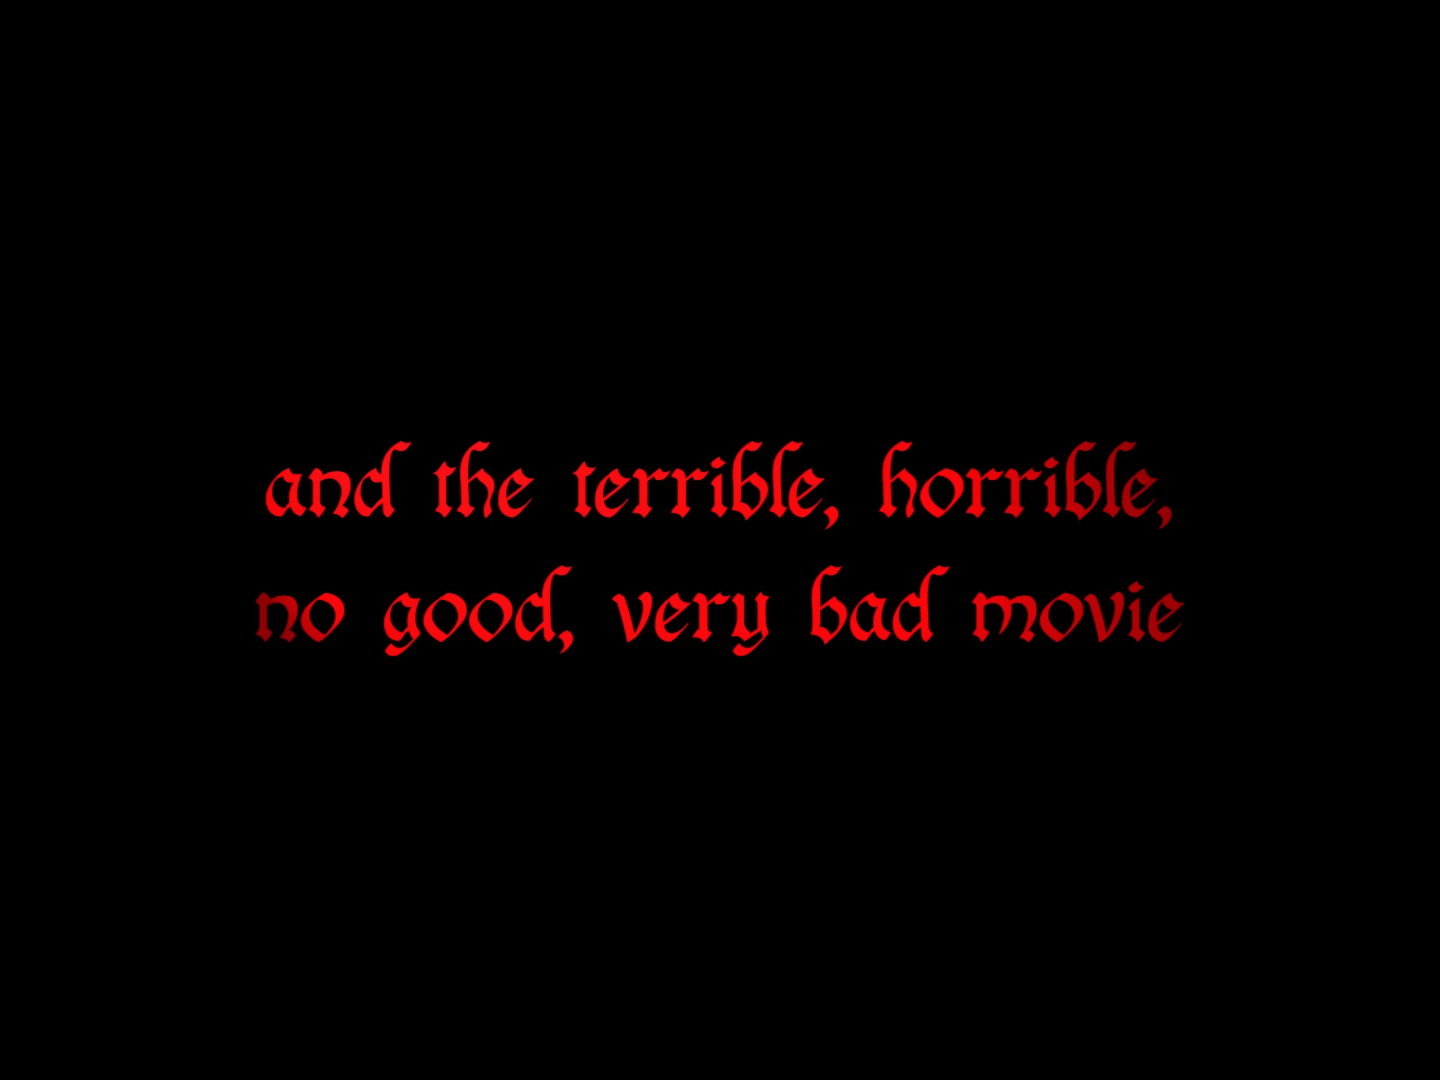 and the terrible, horrible,
no good, very bad movie